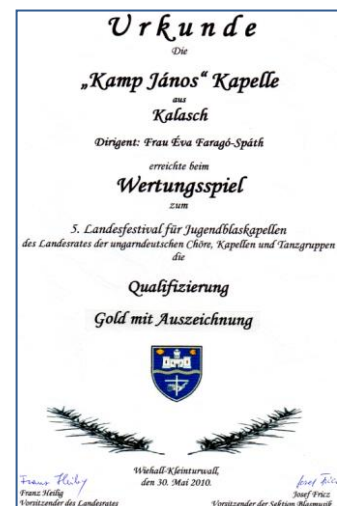 Urkunde
Die
„Kamp János“ Kapelle
aus
Kalasch
Dirigent: Frau Éva Faragó-Späth
erreichte beim
Wertungsspiel
zum
5. Landesfestival für Jugendblaskapellen
des Landesrates der ungarndeutschen Chöre, Kapellen und Tanzgruppen
die
Qualifizierung
Gold mit Auszeichnung
Wiehall-Kleinturwall,
den 30. Mai 2010.
Franz Heilig
Franz Heilig
Vorsitzender des Landesrates
Josef Fricz
Vorsitzender der Sektion Blasmusik